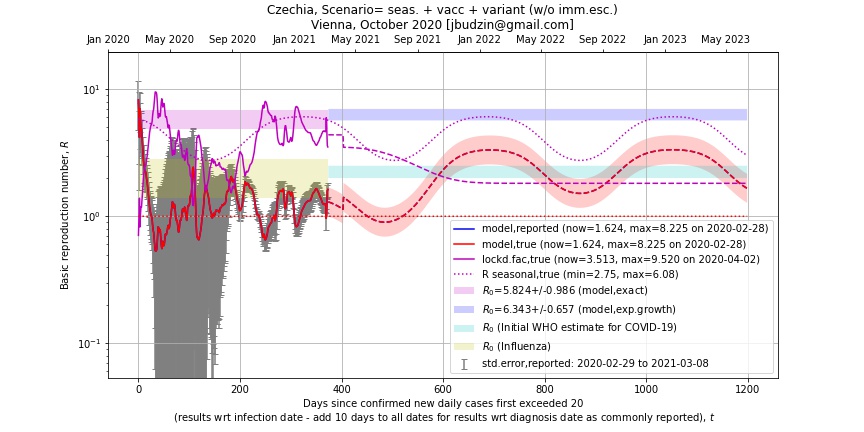 Czechia, Scenario= seas. + vacc + variant (w/o imm.esc.)
Vienna, October 2020 [jbudzin@gmail.com]
Jan 2020 May 2020 Sep 2020 Jan 2021 May 2021 Sep 2021 Jan 2022 May 2022 Sep 2022 Jan 2023 May 2023
Basic reproduction number, R
10¹
10⁰
10⁻¹
model,reported (now=1.624, max=8.225 on 2020-02-28)
model,true (now=1.624, max=8.225 on 2020-02-28)
lockd.fac,true (now=3.513, max=9.520 on 2020-04-02)
R seasonal,true (min=2.75, max=6.08)
R₀=5.824+/-0.986 (model,exact)
R₀=6.343+/-0.657 (model,exp.growth)
R₀ (Initial WHO estimate for COVID-19)
R₀ (Influenza)
std.error,reported: 2020-02-29 to 2021-03-08
0 200 400 600 800 1000 1200
Days since confirmed new daily cases first exceeded 20
(results wrt infection date - add 10 days to all dates for results wrt diagnosis date as commonly reported), t